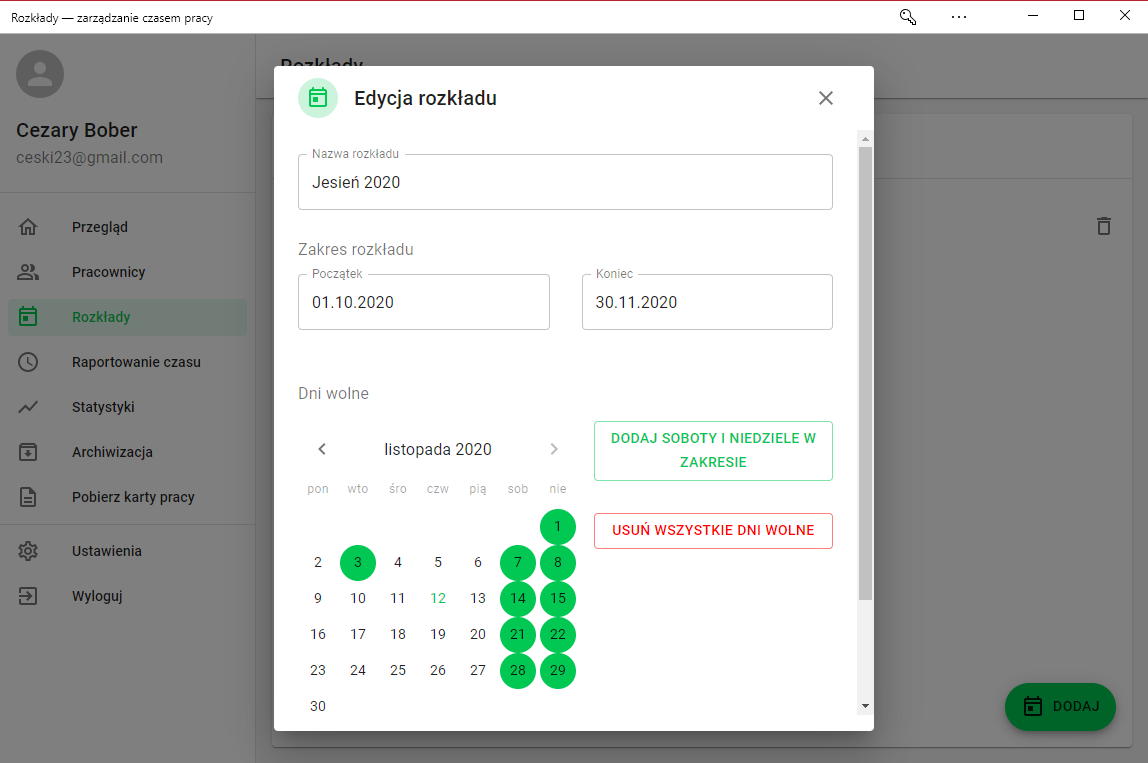 Rozkłady — zarządzanie czasem pracy
Rozkłady
Cezary Bober
ceski23@gmail.com
Przegląd
Pracownicy
Rozkłady
Raportowanie czasu
Statystyki
Archiwizacja
Pobierz karty pracy
Ustawienia
Wyloguj
Edycja rozkładu
Nazwa rozkładu
Jesień 2020
Zakres rozkładu
Początek
01.10.2020
Koniec
30.11.2020
Dni wolne
listopada 2020
pon wto śro czw pią sob nie
1
2 3 4 5 6 7 8
9 10 11 12 13 14 15
16 17 18 19 20 21 22
23 24 25 26 27 28 29
30
DODAJ SOBOTY I NIEDZIELE W
ZAKRESIE
USUŃ WSZYSTKIE DNI WOLNE
DODAJ